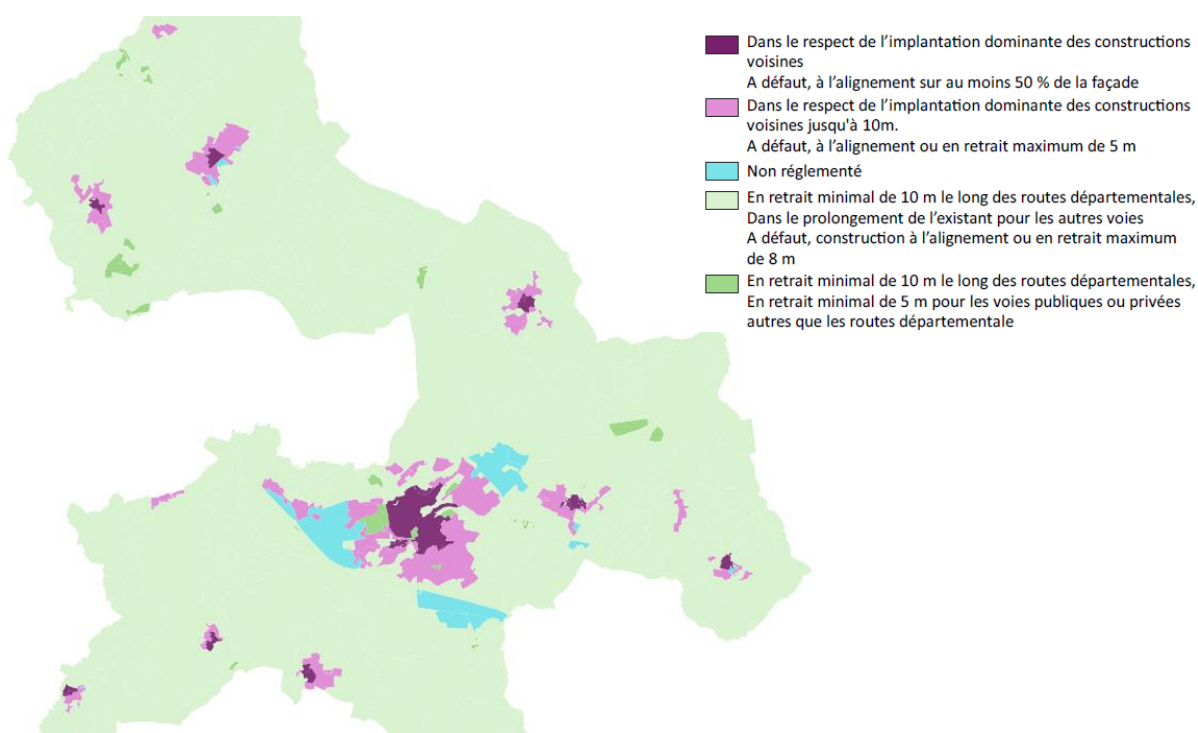 Dans le respect de l’implantation dominante des constructions
voisines
A défaut, à l’alignement sur au moins 50 % de la façade
Dans le respect de l’implantation dominante des constructions
voisines jusqu'à 10m.
A défaut, à l’alignement ou en retrait maximum de 5 m
Non réglementé
En retrait minimal de 10 m le long des routes départementales,
Dans le prolongement de l’existant pour les autres voies
A défaut, construction à l’alignement ou en retrait maximum
de 8 m
En retrait minimal de 10 m le long des routes départementales,
En retrait minimal de 5 m pour les voies publiques ou privées
autres que les routes départementale